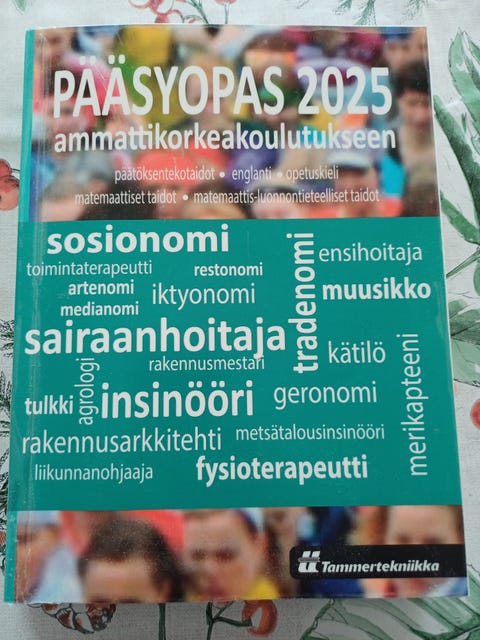 PÄÄSYOPAS 2025
ammattikorkeakoulutukseen
päätöksentekotaidot • englanti • opetuskieli
matemaattiset taidot • matemaattis-luonnontieteelliset taidot
sosionomi
ensihoitaja
toimintaterapeutti
restonomi
tradenomi
artenomi
iktyonomi
muusikko
medianomi
sairaanhoitaja
kätilö
rakennusmestari
merikapteeni
agrologi
tulkki
insinööri
geronomi
rakennusarkkitehti
metsätalousinsinööri
liikunnanohjaaja
fysioterapeutti
Tammertekniikka